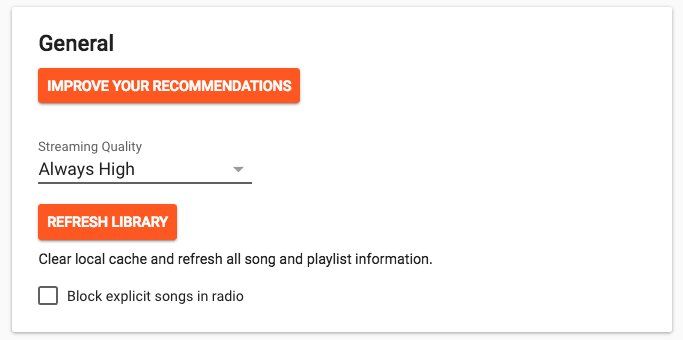 General
IMPROVE YOUR RECOMMENDATIONS
Streaming Quality
Always High
REFRESH LIBRARY
Clear local cache and refresh all song and playlist information.
Block explicit songs in radio